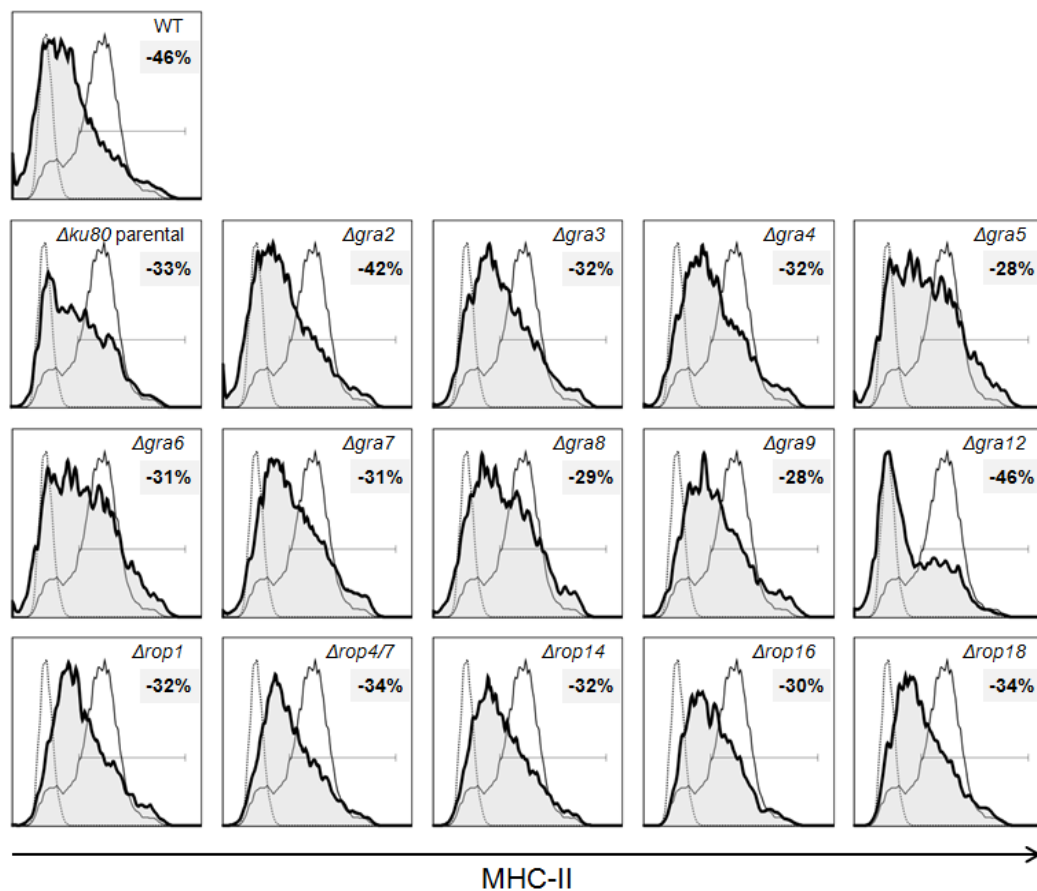 WT
-46%
Δku80 parental
-33%
Δgra2
-42%
Δgra3
-32%
Δgra4
-32%
Δgra5
-28%
Δgra6
-31%
Δgra7
-31%
Δgra8
-29%
Δgra9
-28%
Δgra12
-46%
Δrop1
-32%
Δrop4/7
-34%
Δrop14
-32%
Δrop16
-30%
Δrop18
-34%
MHC-II